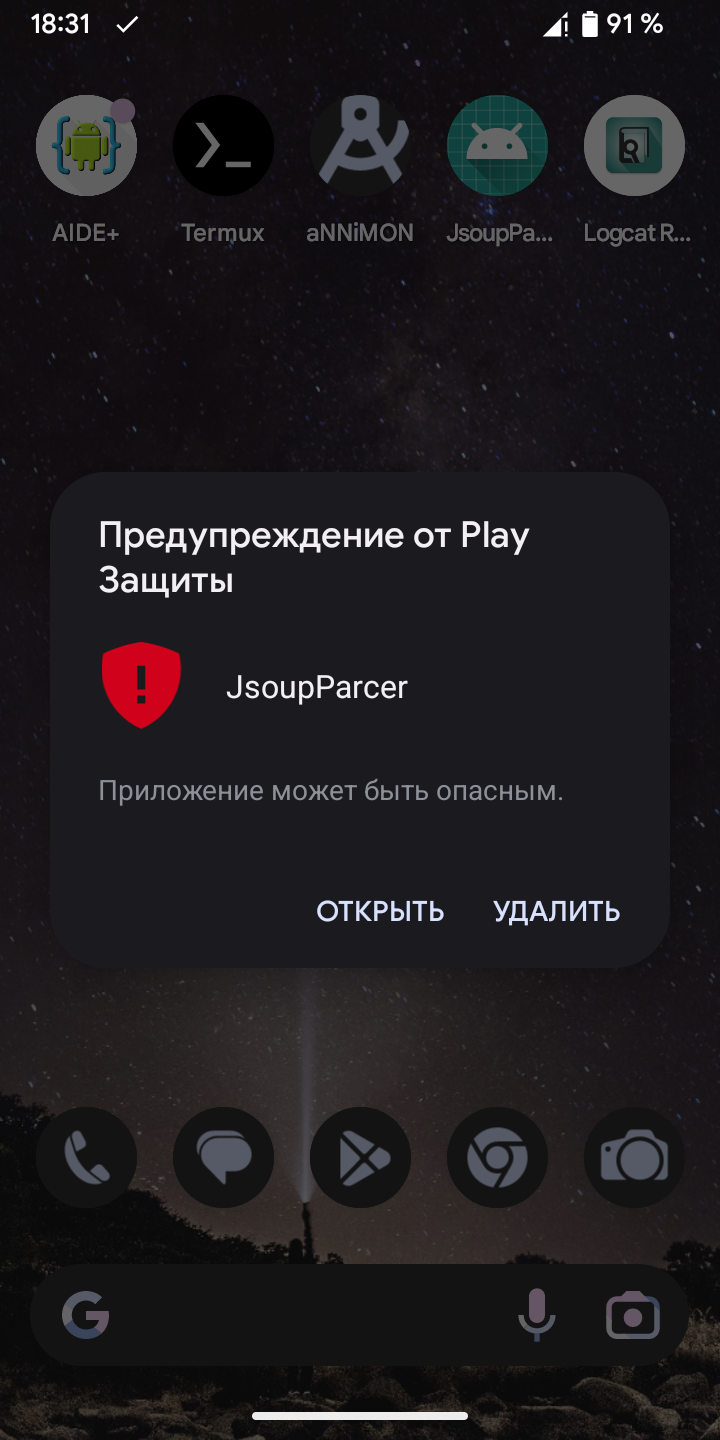 18:31 91 %
AIDE+ Termux aNNiMON JsoupPa... Logcat R...
Предупреждение от Play
Защиты
JsoupParcer
Приложение может быть опасным.
ОТКРЫТЬ УДАЛИТЬ